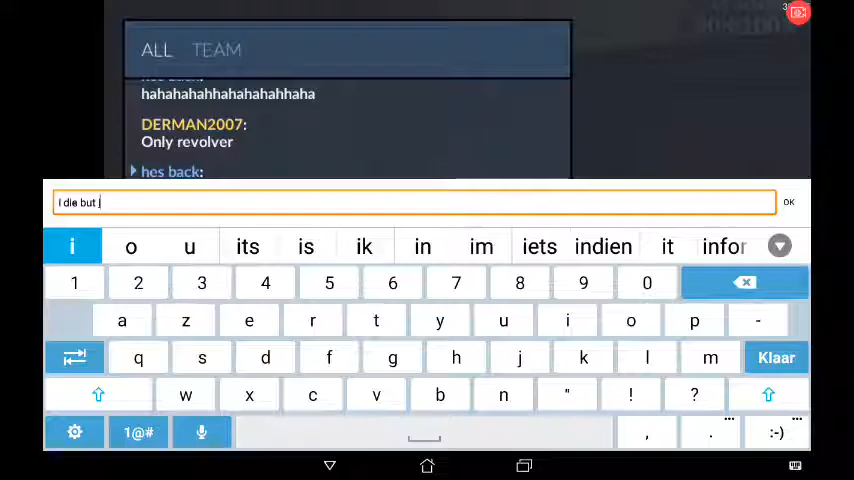 ALL TEAM
hahahahahhahahahahhaha
DERMAN2007:
Only revolver
hes back:
I die but i
OK
i o u its is ik in im iets indien it infor
1 2 3 4 5 6 7 8 9 0
a z e r t y u i o p -
q s d f g h j k l m Klaar
w x c v b n " ! ?
1@# , . :-)